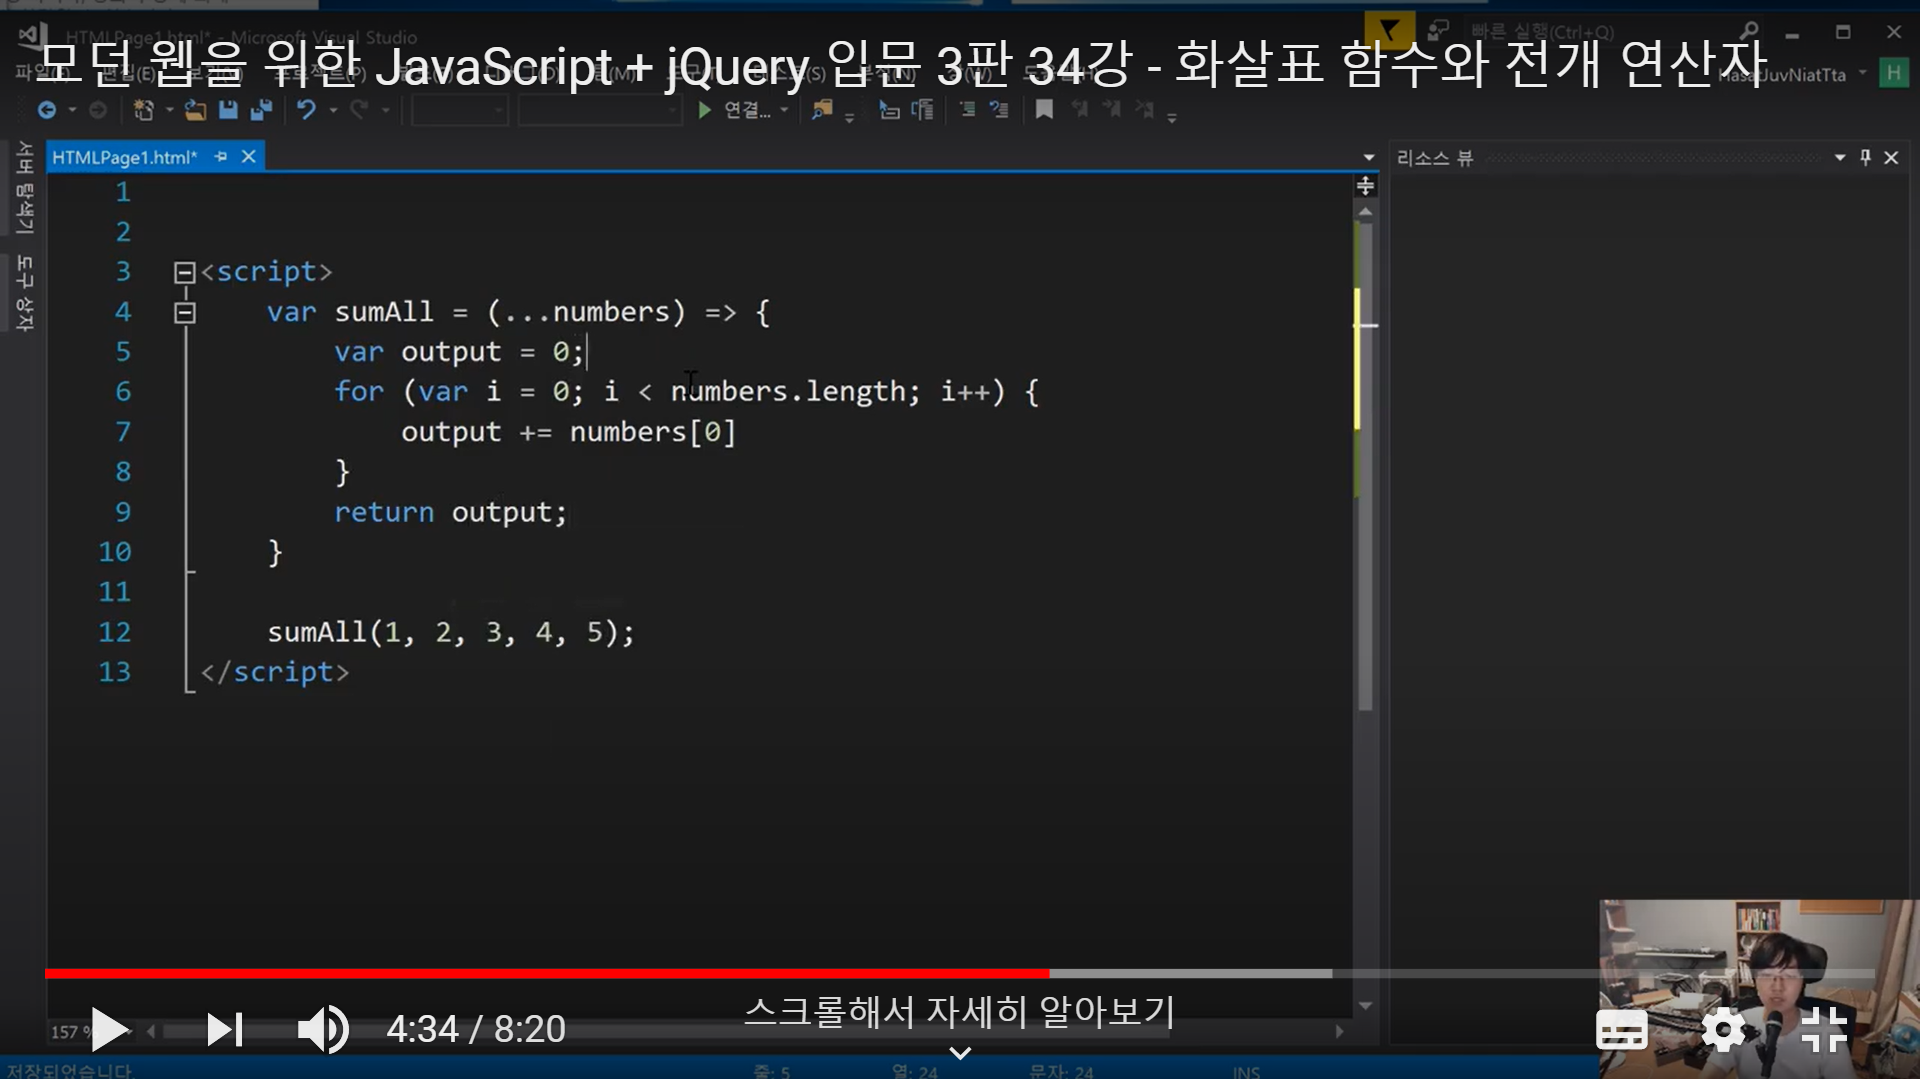 HTMLPage1.html* - Microsoft Visual Studio
빠른 실행(Ctrl+Q)
모던 웹을 위한 JavaScript + jQuery 입문 3판 34강 - 화살표 함수와 전개 연산자
HasatJuvNiatTta
H
연결...
서버 탐색기
도구 상자
HTMLPage1.html*
리소스 뷰
1
2
3 <script>
4 var sumAll = (...numbers) => {
5 var output = 0;
6 for (var i = 0; i < numbers.length; i++) {
7 output += numbers[0]
8 }
9 return output;
10 }
11
12 sumAll(1, 2, 3, 4, 5);
13 </script>
스크롤해서 자세히 알아보기
157 %
4:34 / 8:20
저장되었습니다.
줄: 5
열: 24
문자: 24
INS